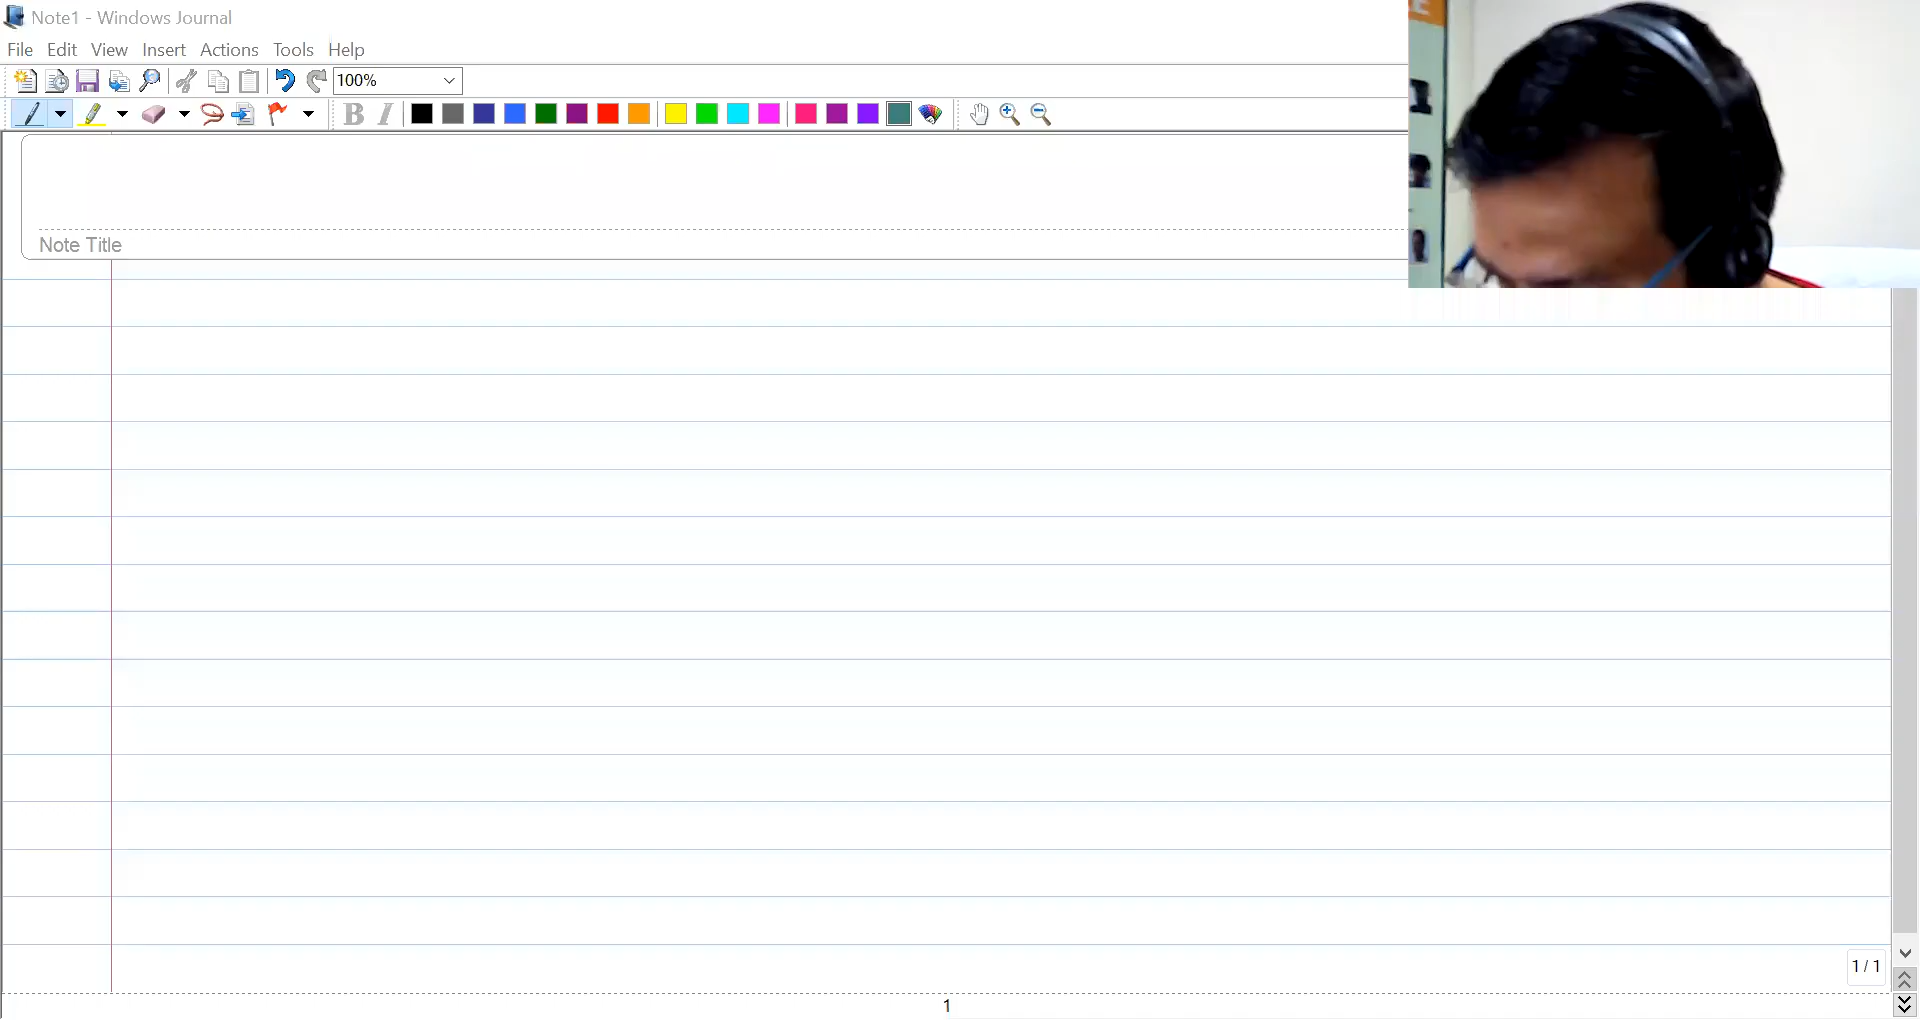 Note1 - Windows Journal
File Edit View Insert Actions Tools Help
100%
B I
Note Title
1 / 1
1